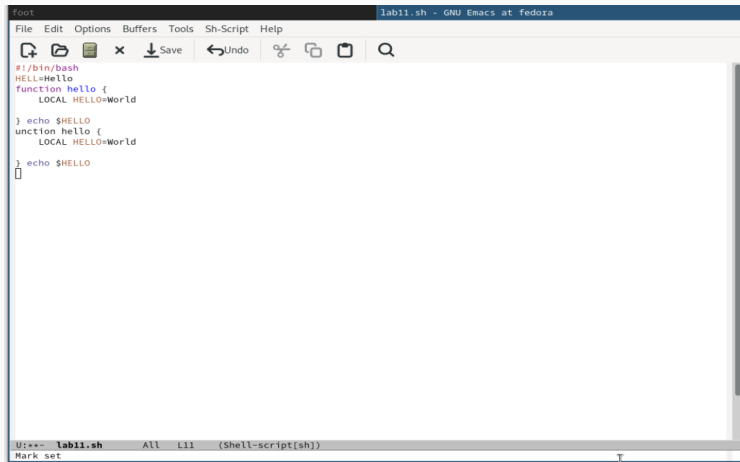 foot
lab11.sh - GNU Emacs at fedora
File Edit Options Buffers Tools Sh-Script Help
Save Undo
#!/bin/bash
HELL=Hello
function hello {
    LOCAL HELLO=World
} echo $HELLO
unction hello {
    LOCAL HELLO=World
} echo $HELLO
U:**- lab11.sh All L11 (Shell-script[sh])
Mark set